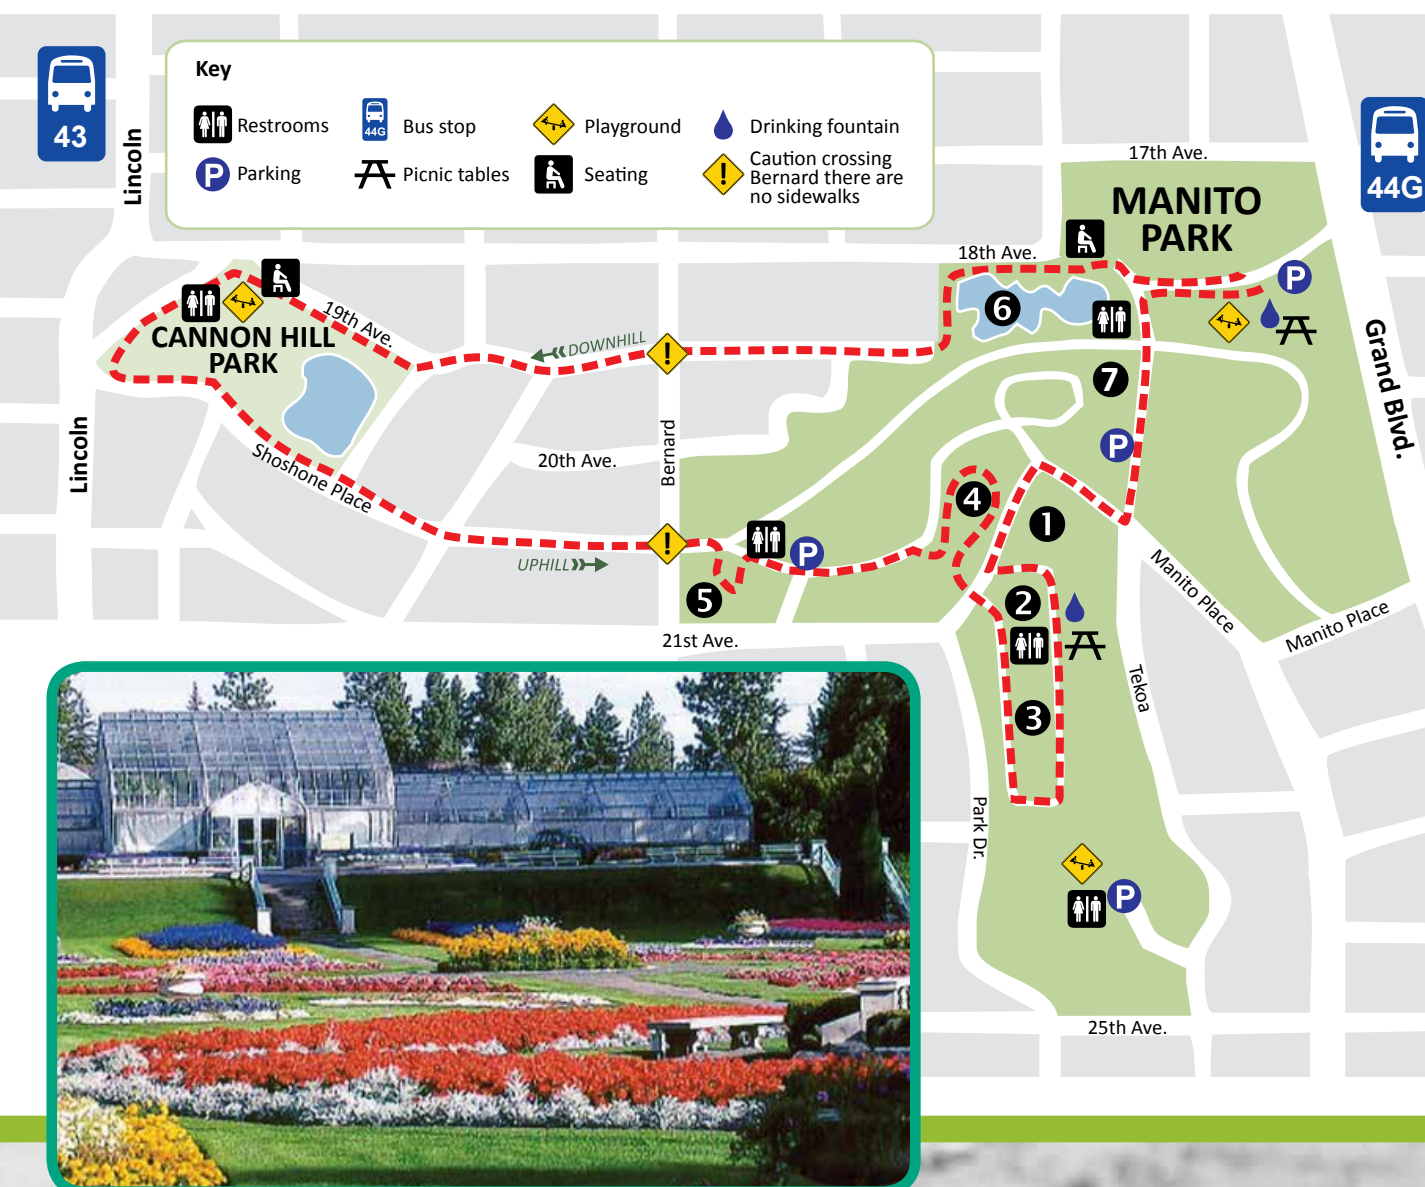 43
Lincoln
Key
Restrooms
44G
Bus stop
Playground
Drinking fountain
P
Parking
Picnic tables
Seating
!
Caution crossing
Bernard there are
no sidewalks
44G
17th Ave.
MANITO
PARK
18th Ave.
P
6
Grand Blvd.
19th Ave.
CANNON HILL
PARK
DOWNHILL
!
7
P
Lincoln
Shoshone Place
20th Ave.
Bernard
4
1
UPHILL
!
P
5
2
Manito Place
Manito Place
21st Ave.
Tekoa
3
Park Dr.
P
25th Ave.